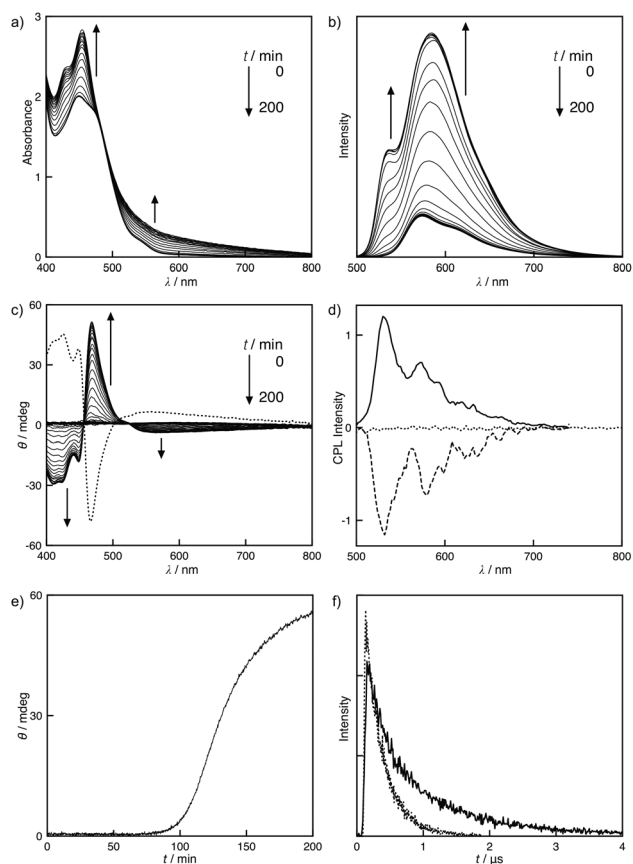 a)
3
2
1
0
Absorbance
t / min
0
200
400
500
600
700
800
λ / nm
b)
Intensity
t / min
0
200
500
600
700
800
λ / nm
c)
60
30
0
-30
-60
θ / mdeg
t / min
0
200
400
500
600
700
800
λ / nm
d)
1
0
-1
CPL Intensity
500
600
700
800
λ / nm
e)
60
30
0
θ / mdeg
0
50
100
150
200
t / min
f)
Intensity
0
1
2
3
4
t / µs